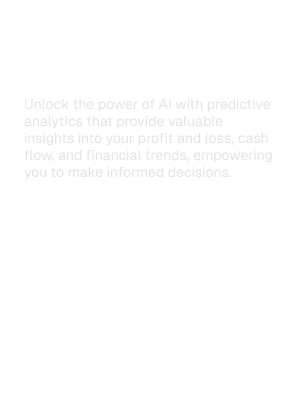 Unlock the power of AI with predictive
analytics that provide valuable
insights into your profit and loss, cash
flow, and financial trends, empowering
you to make informed decisions.